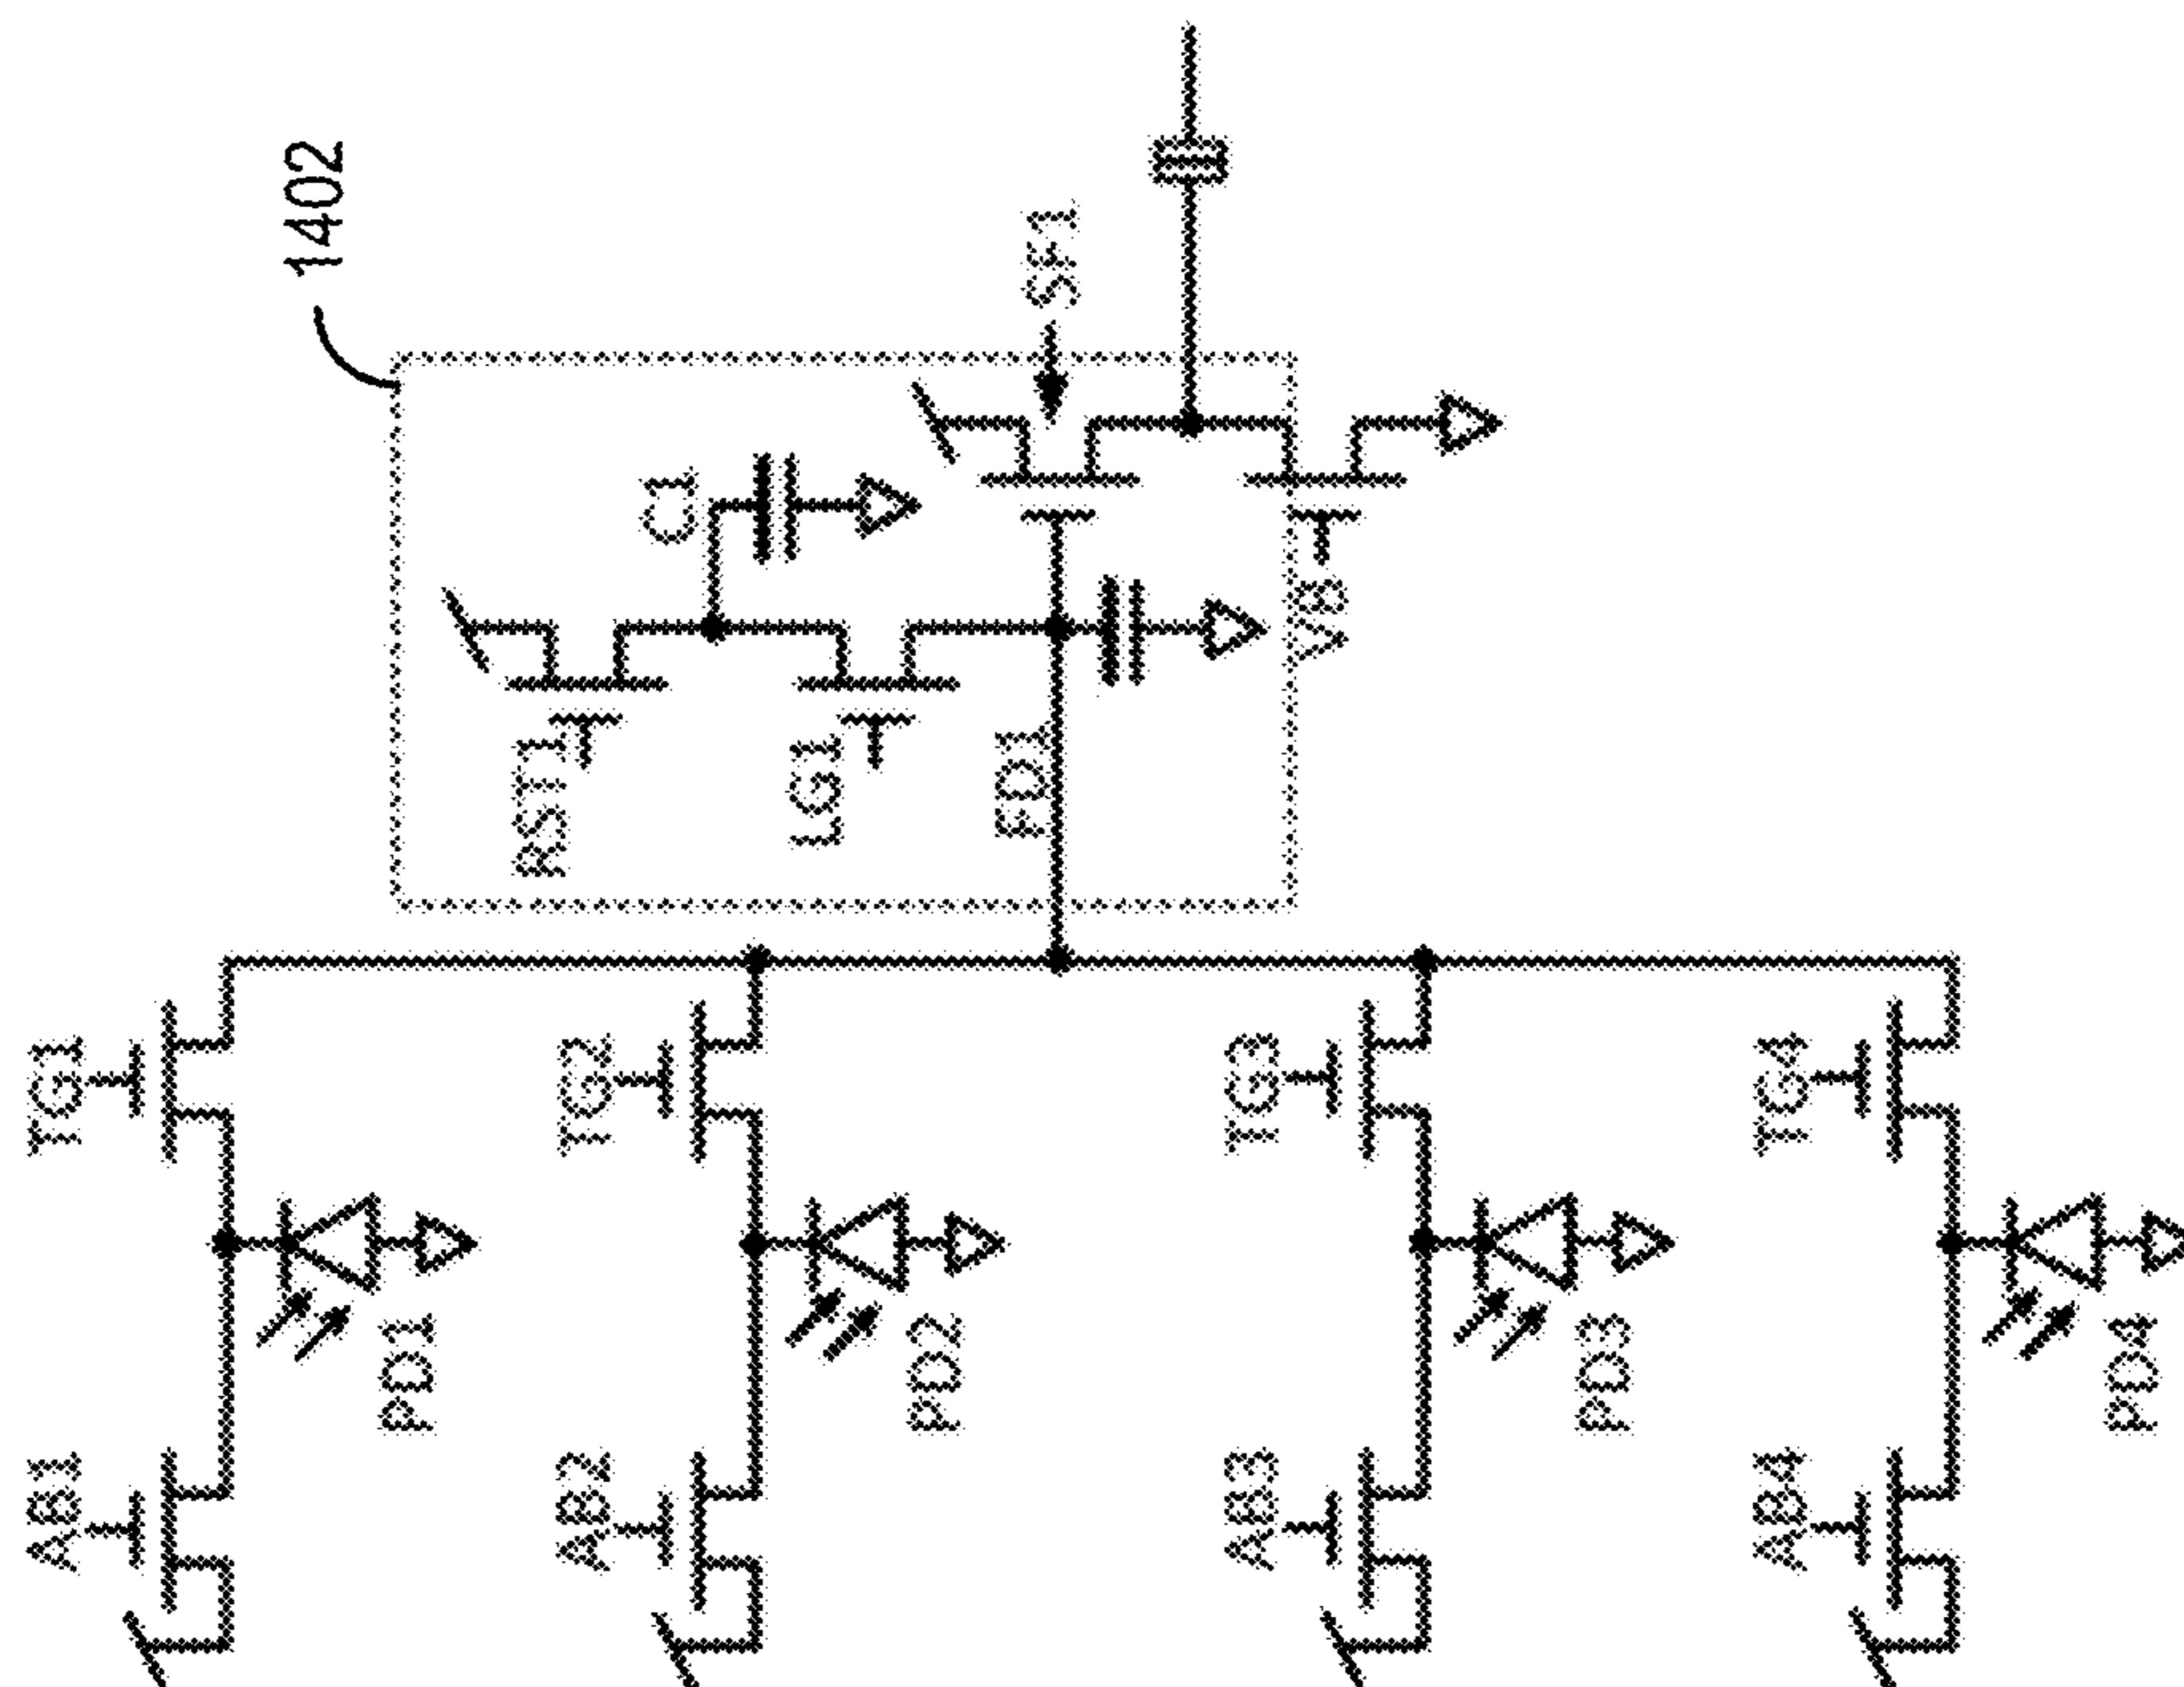 AB1
TG1
PD1
AB2
TG2
PD2
AB3
TG3
PD3
AB4
TG4
PD4
RST1
LG1
FD1
C1
VB
SF1
1402